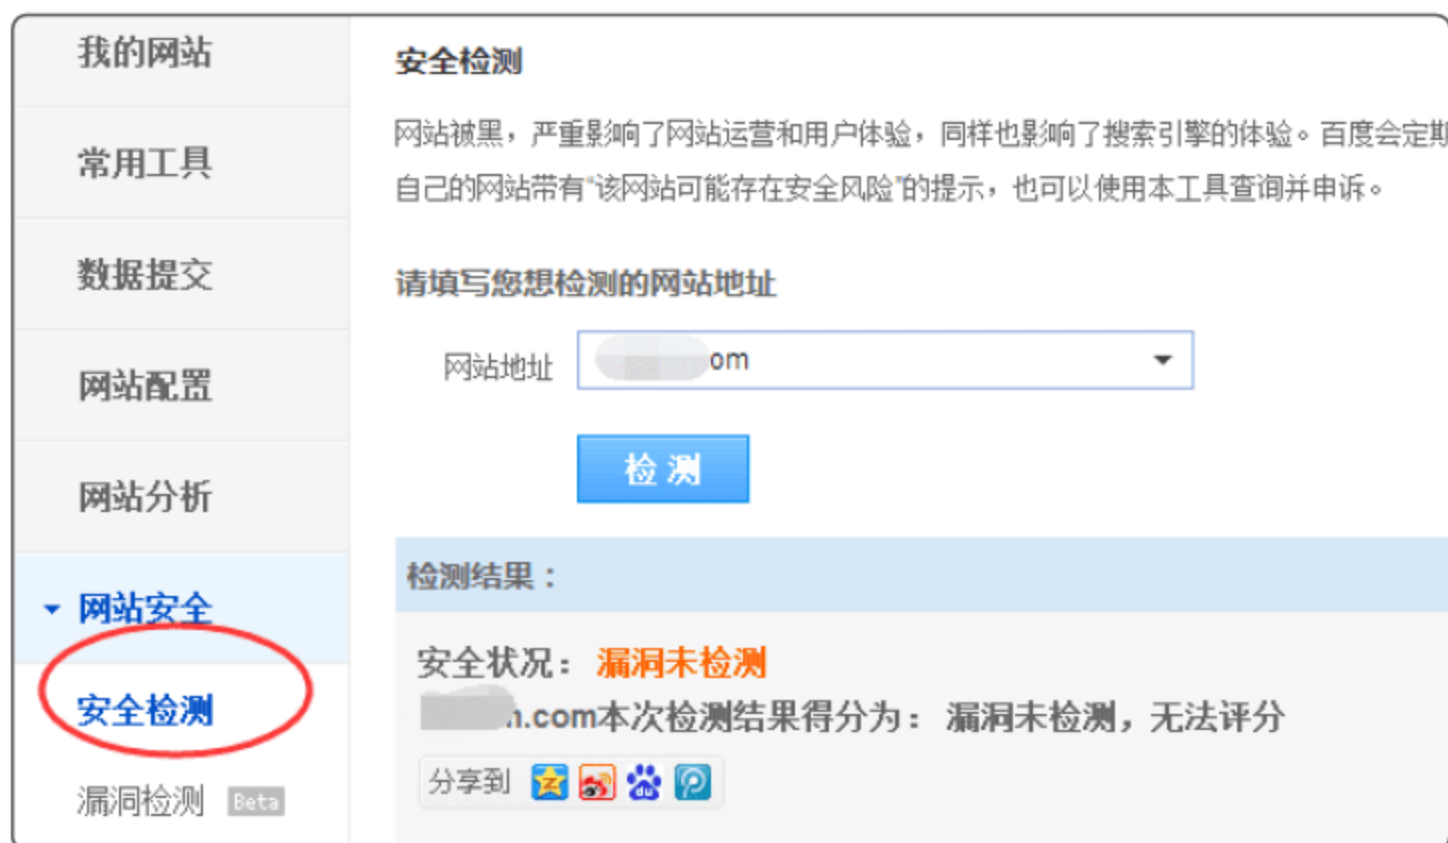 我的网站
常用工具
数据提交
网站配置
网站分析
网站安全
安全检测
漏洞检测 Beta
安全检测
网站被黑，严重影响了网站运营和用户体验，同样也影响了搜索引擎的体验。百度会定期
自己的网站带有“该网站可能存在安全风险”的提示，也可以使用本工具查询并申诉。
请填写您想检测的网站地址
网站地址 om
检 测
检测结果：
安全状况： 漏洞未检测
.com本次检测结果得分为： 漏洞未检测，无法评分
分享到
du